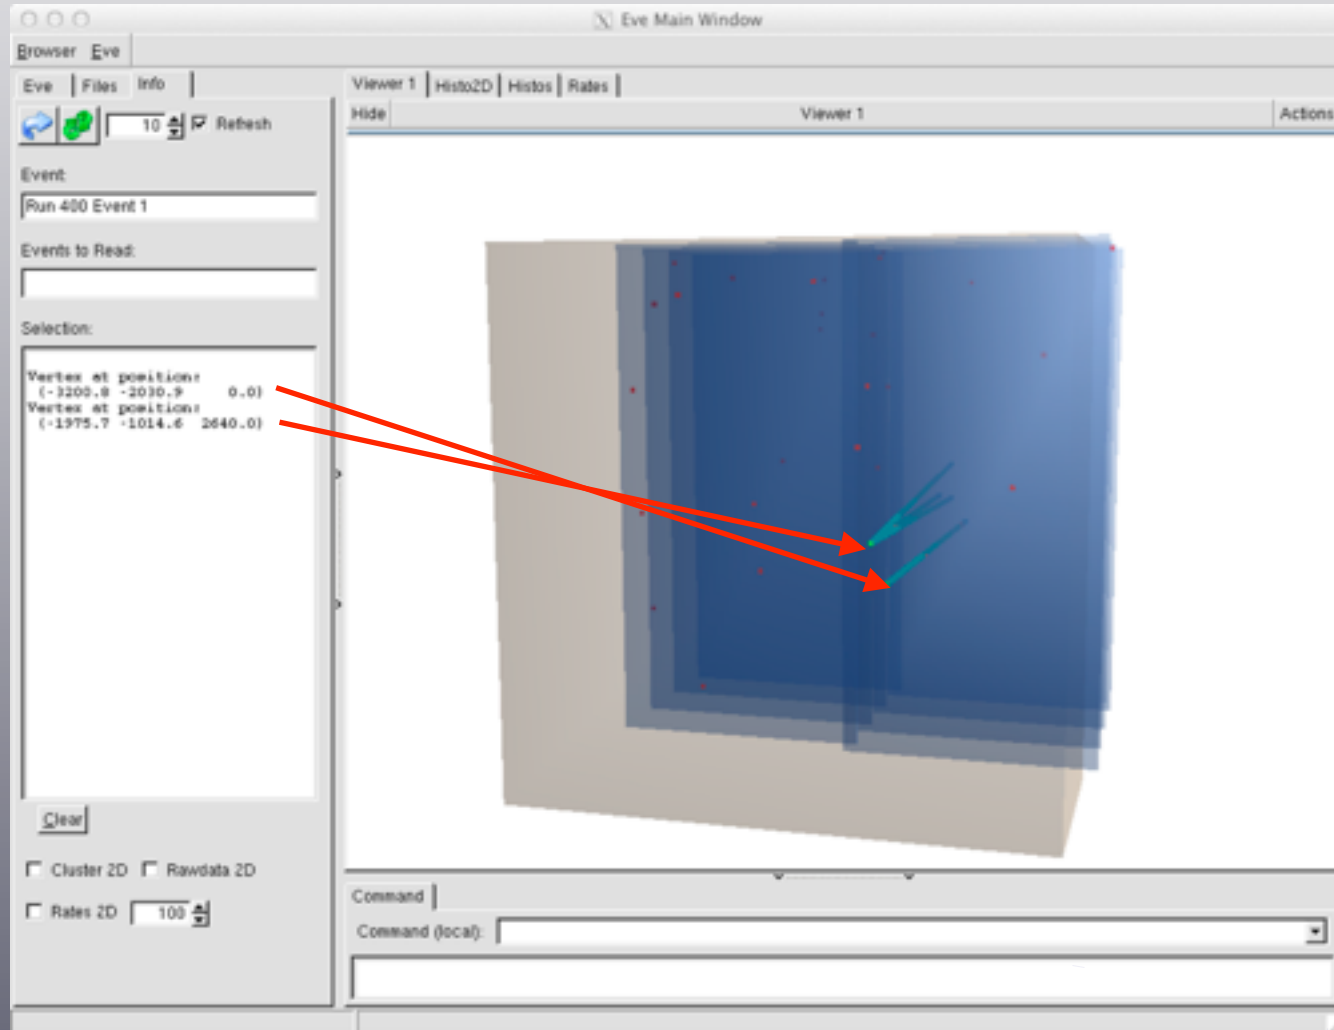 Eve Main Window
Browser Eve
Eve Files Info
Viewer 1 Histo2D Histos Rates
Hide Viewer 1 Actions
10 Refresh
Event:
Run 400 Event 1
Events to Read:
Selection:
Vertex at position:
(-3200.8 -2030.9 0.0)
Vertex at position:
(-1975.7 -1014.6 2640.0)
Clear
Cluster 2D Rawdata 2D
Rates 2D 100
Command
Command (local):